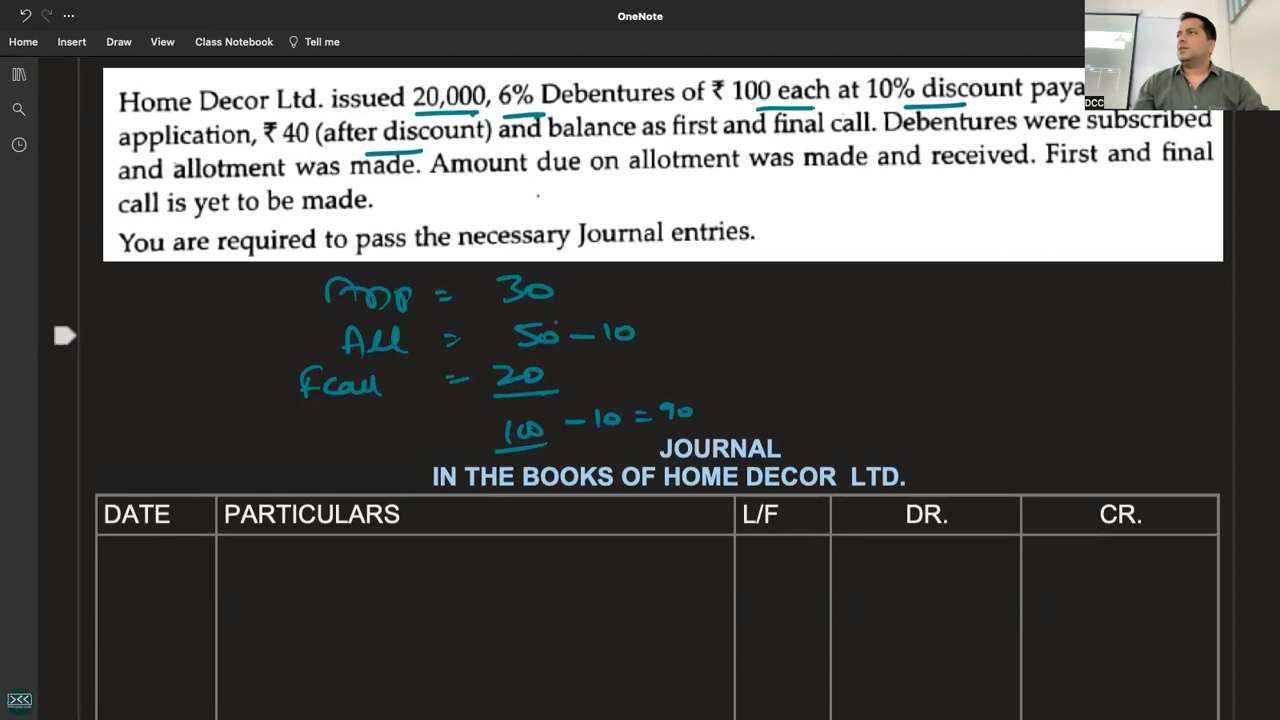 OneNote
Home Insert Draw View Class Notebook Tell me
Home Decor Ltd. issued 20,000, 6% Debentures of ₹ 100 each at 10% discount paya
application, ₹ 40 (after discount) and balance as first and final call. Debentures were subscribed
and allotment was made. Amount due on allotment was made and received. First and final
call is yet to be made.
You are required to pass the necessary Journal entries.
App = 30
All = 50 - 10
F call = 20
100 - 10 = 90
JOURNAL
IN THE BOOKS OF HOME DECOR LTD.
DATE PARTICULARS L/F DR. CR.
DCC